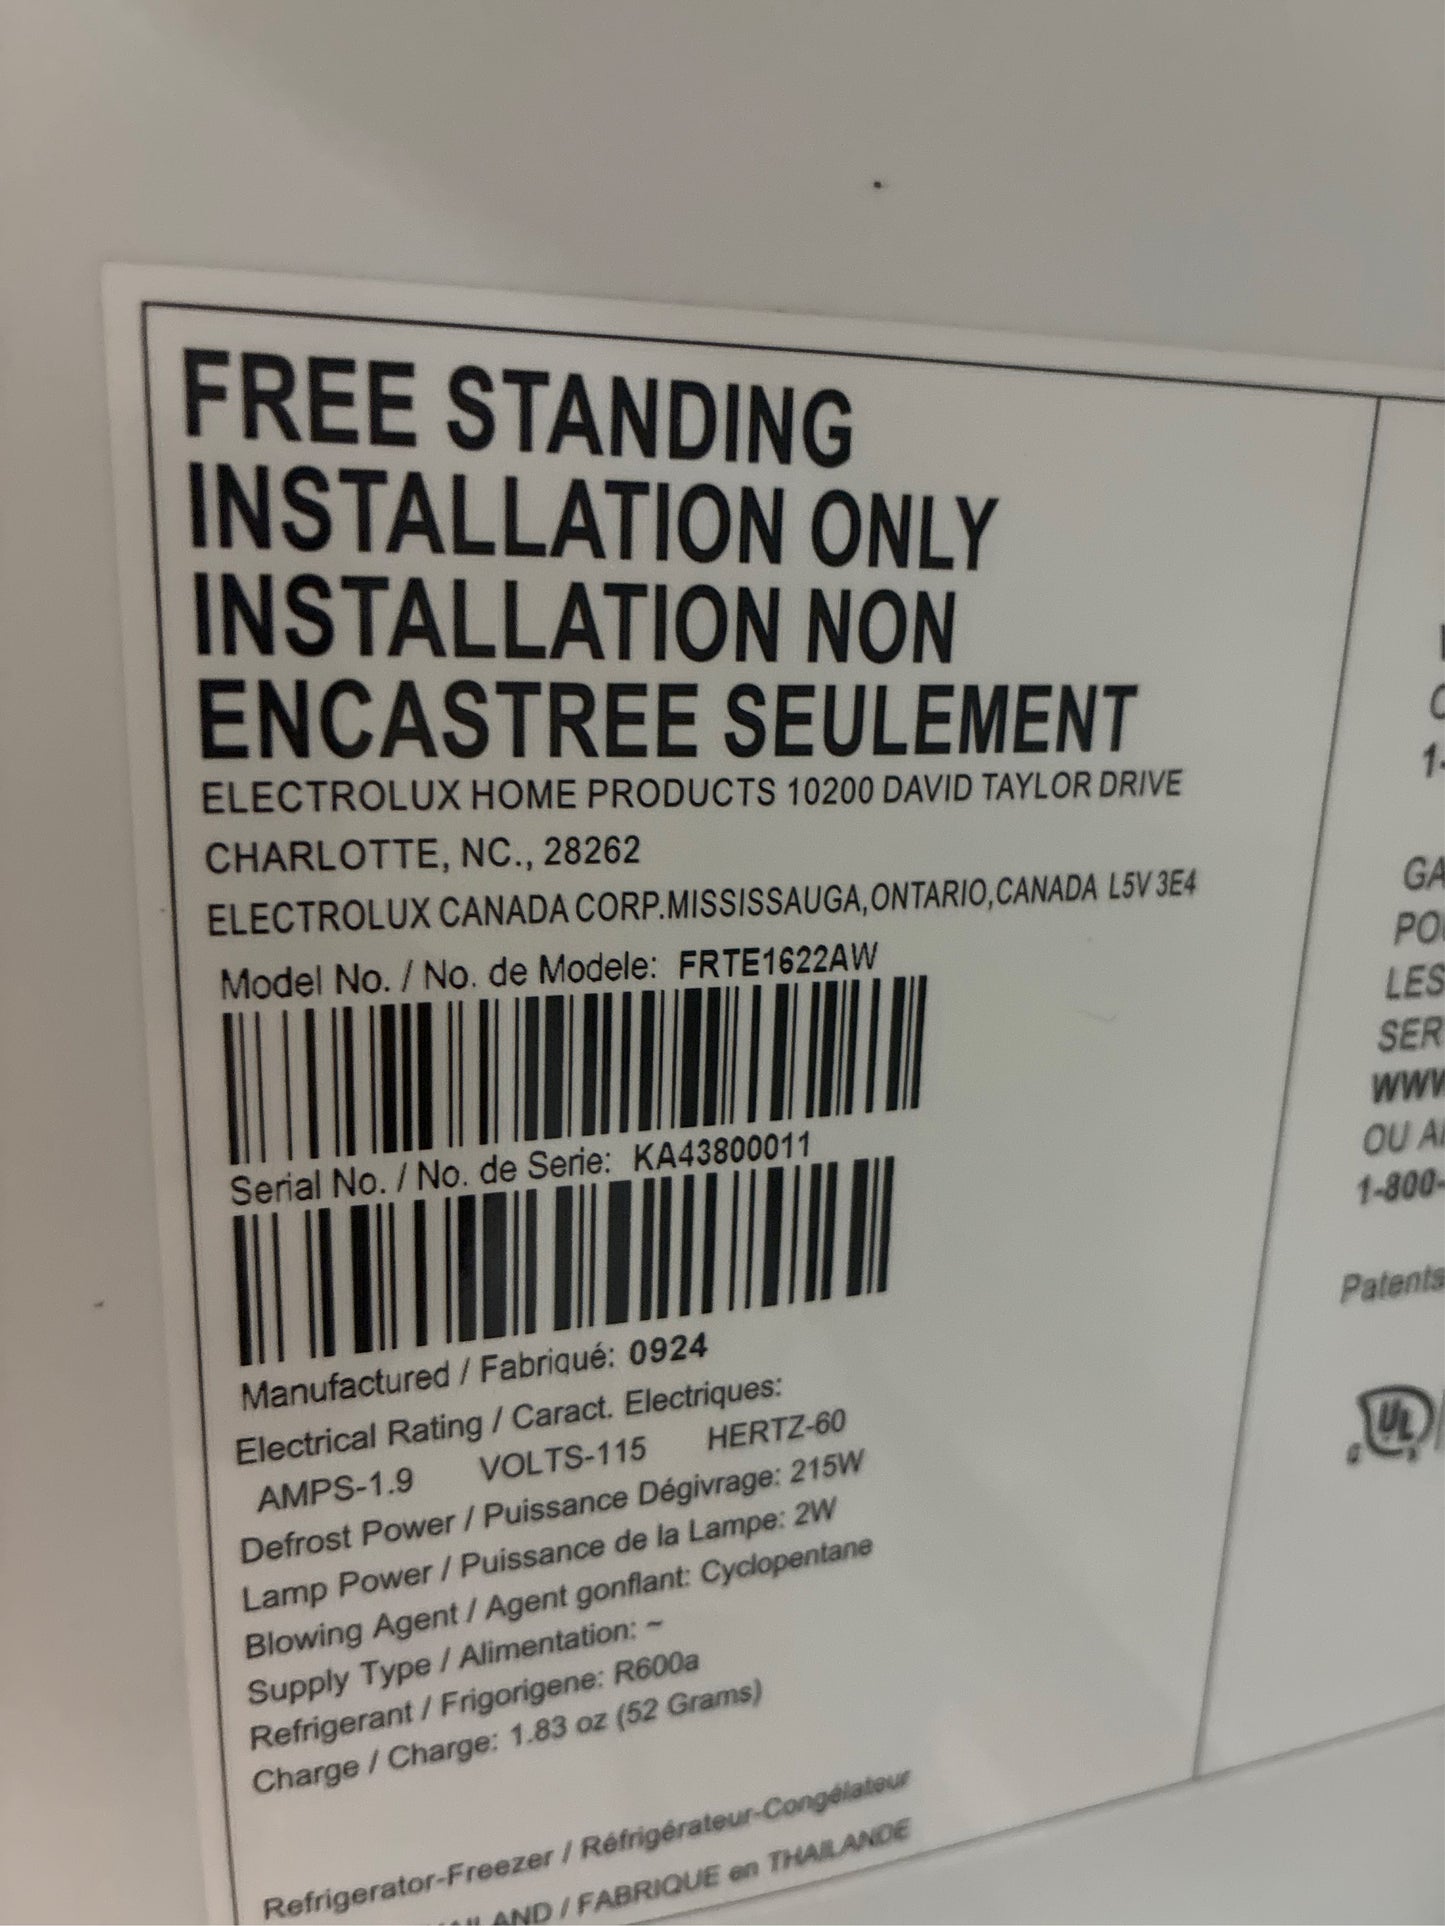 FREE STANDING
INSTALLATION ONLY
INSTALLATION NON
ENCASTREE SEULEMENT
ELECTROLUX HOME PRODUCTS 10200 DAVID TAYLOR DRIVE
CHARLOTTE, NC., 28262
ELECTROLUX CANADA CORP.MISSISSAUGA,ONTARIO,CANADA L5V 3E4
Model No. / No. de Modele: FRTE1622AW
Serial No. / No. de Serie: KA43800011
Manufactured / Fabriqué: 0924
Electrical Rating / Caract. Electriques:
AMPS-1.9 VOLTS-115 HERTZ-60
Defrost Power / Puissance Dégivrage: 215W
Lamp Power / Puissance de la Lampe: 2W
Blowing Agent / Agent gonflant: Cyclopentane
Supply Type / Alimentation: ~
Refrigerant / Frigorigene: R600a
Charge / Charge: 1.83 oz (52 Grams)
Refrigerator-Freezer / Réfrigérateur-Congélateur
/ FABRIQUE en THAILANDE
1-
LES
OU
1-800-
Patents
UL